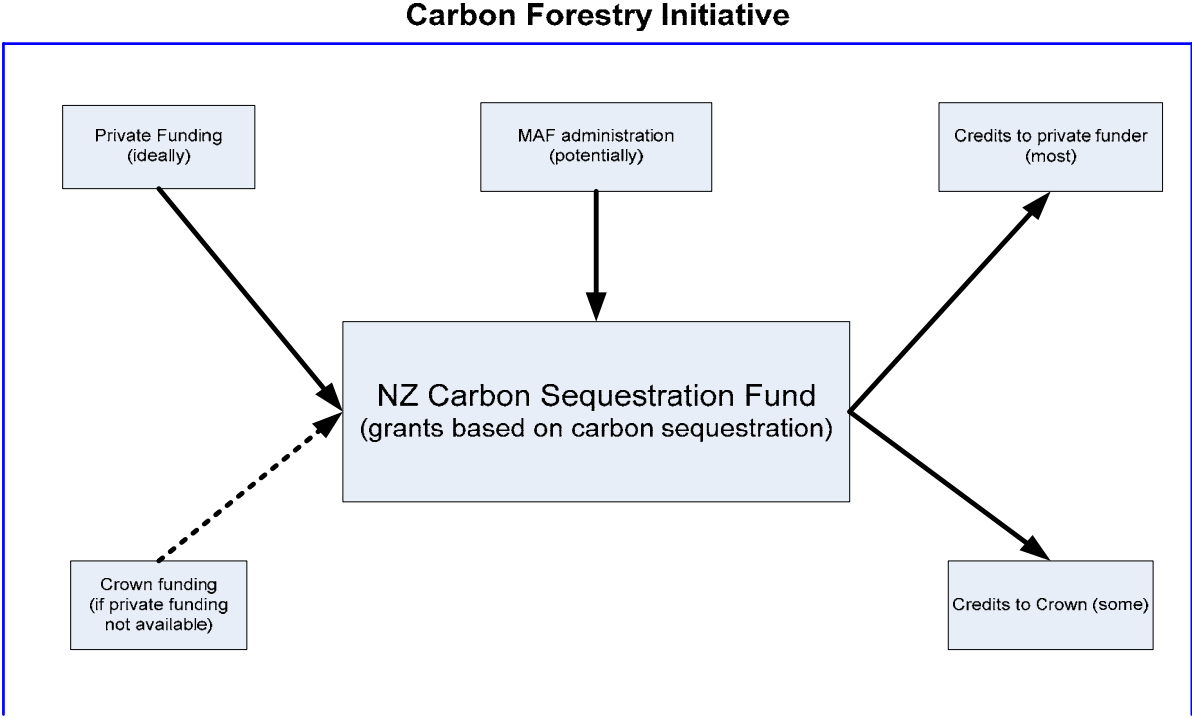 Carbon Forestry Initiative
Private Funding
(ideally)
MAF administration
(potentially)
Credits to private funder
(most)
NZ Carbon Sequestration Fund
(grants based on carbon sequestration)
Crown funding
(if private funding
not available)
Credits to Crown (some)